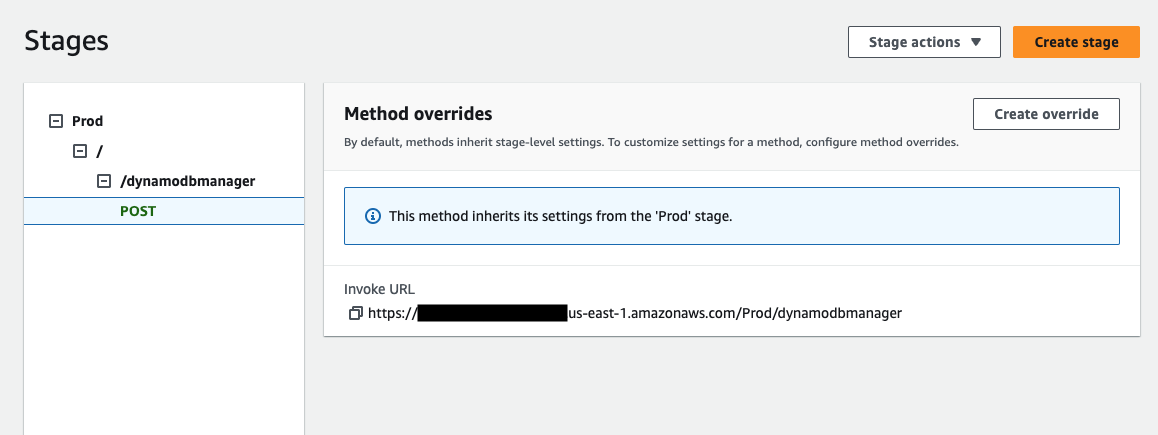 Stages
Stage actions
Create stage
Prod
/
/dynamodbmanager
POST
Method overrides
Create override
By default, methods inherit stage-level settings. To customize settings for a method, configure method overrides.
This method inherits its settings from the 'Prod' stage.
Invoke URL
https:// us-east-1.amazonaws.com/Prod/dynamodbmanager